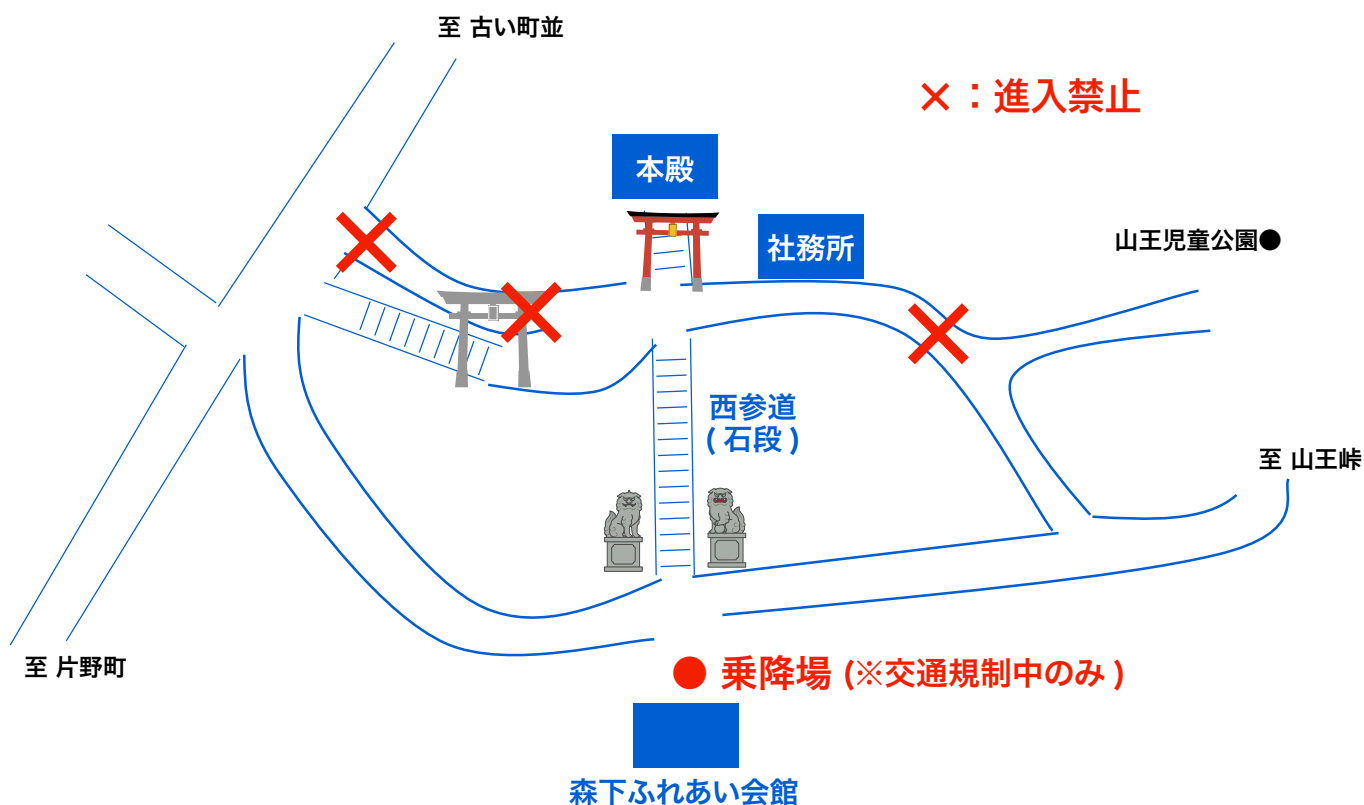 至 古い町並
×：進入禁止
本殿
社務所
山王児童公園●
西参道
( 石段 )
至 山王峠
至 片野町
● 乗降場 (※交通規制中のみ )
森下ふれあい会館